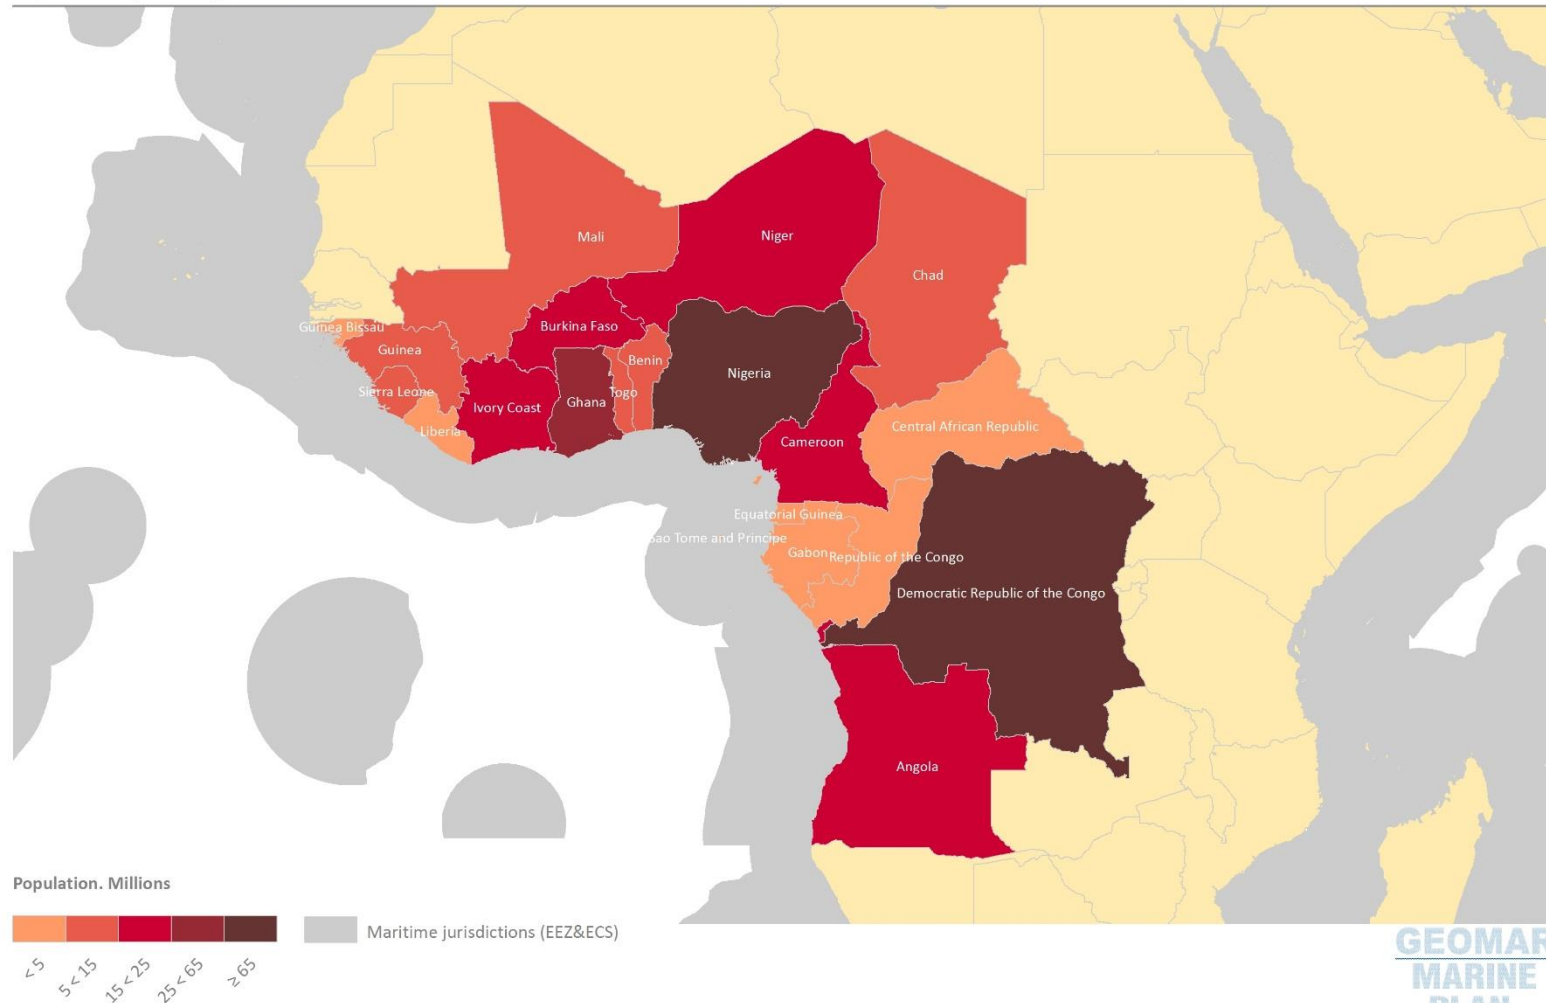 Mali
Niger
Chad
Guinea Bissau
Burkina Faso
Guinea
Benin
Nigeria
Sierra Leone
Togo
Ghana
Ivory Coast
Liberia
Central African Republic
Cameroon
Equatorial Guinea
Sao Tome and Principe
Gabon
Republic of the Congo
Democratic Republic of the Congo
Angola
Population. Millions
Maritime jurisdictions (EEZ&ECS)
< 5
5 < 15
15 < 25
25 < 65
≥ 65
GEOMAR
MARINE
PLAN